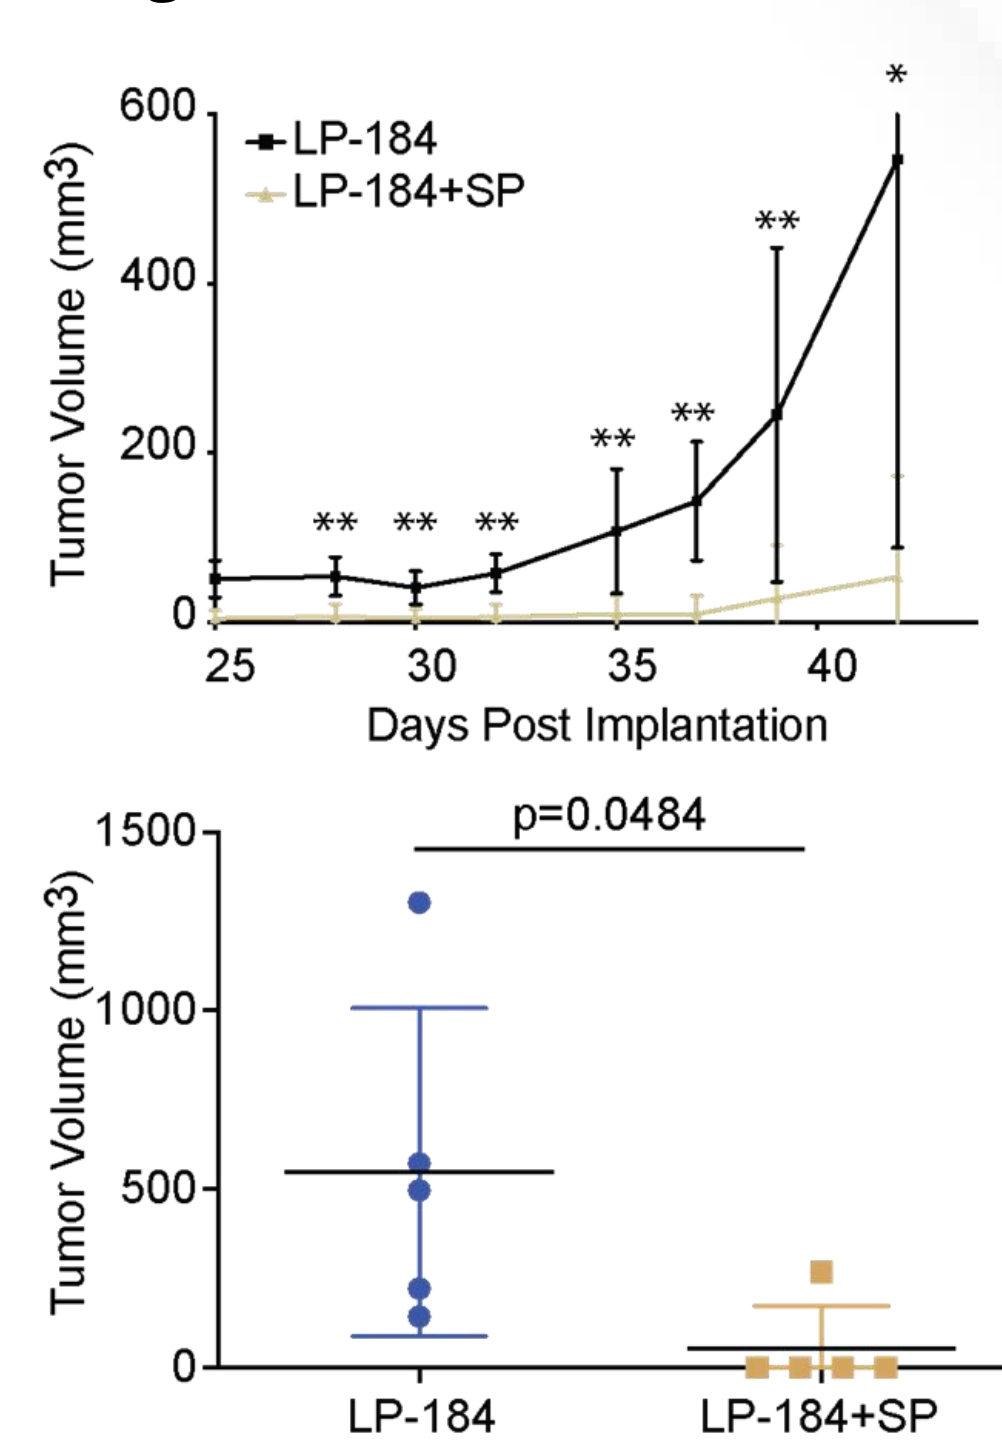 *
600
LP-184
LP-184+SP
**
400
**
**
200
** ** **
0
25 30 35 40
Tumor Volume (mm3)
Days Post Implantation
p=0.0484
1500
1000
500
0
Tumor Volume (mm3)
LP-184 LP-184+SP